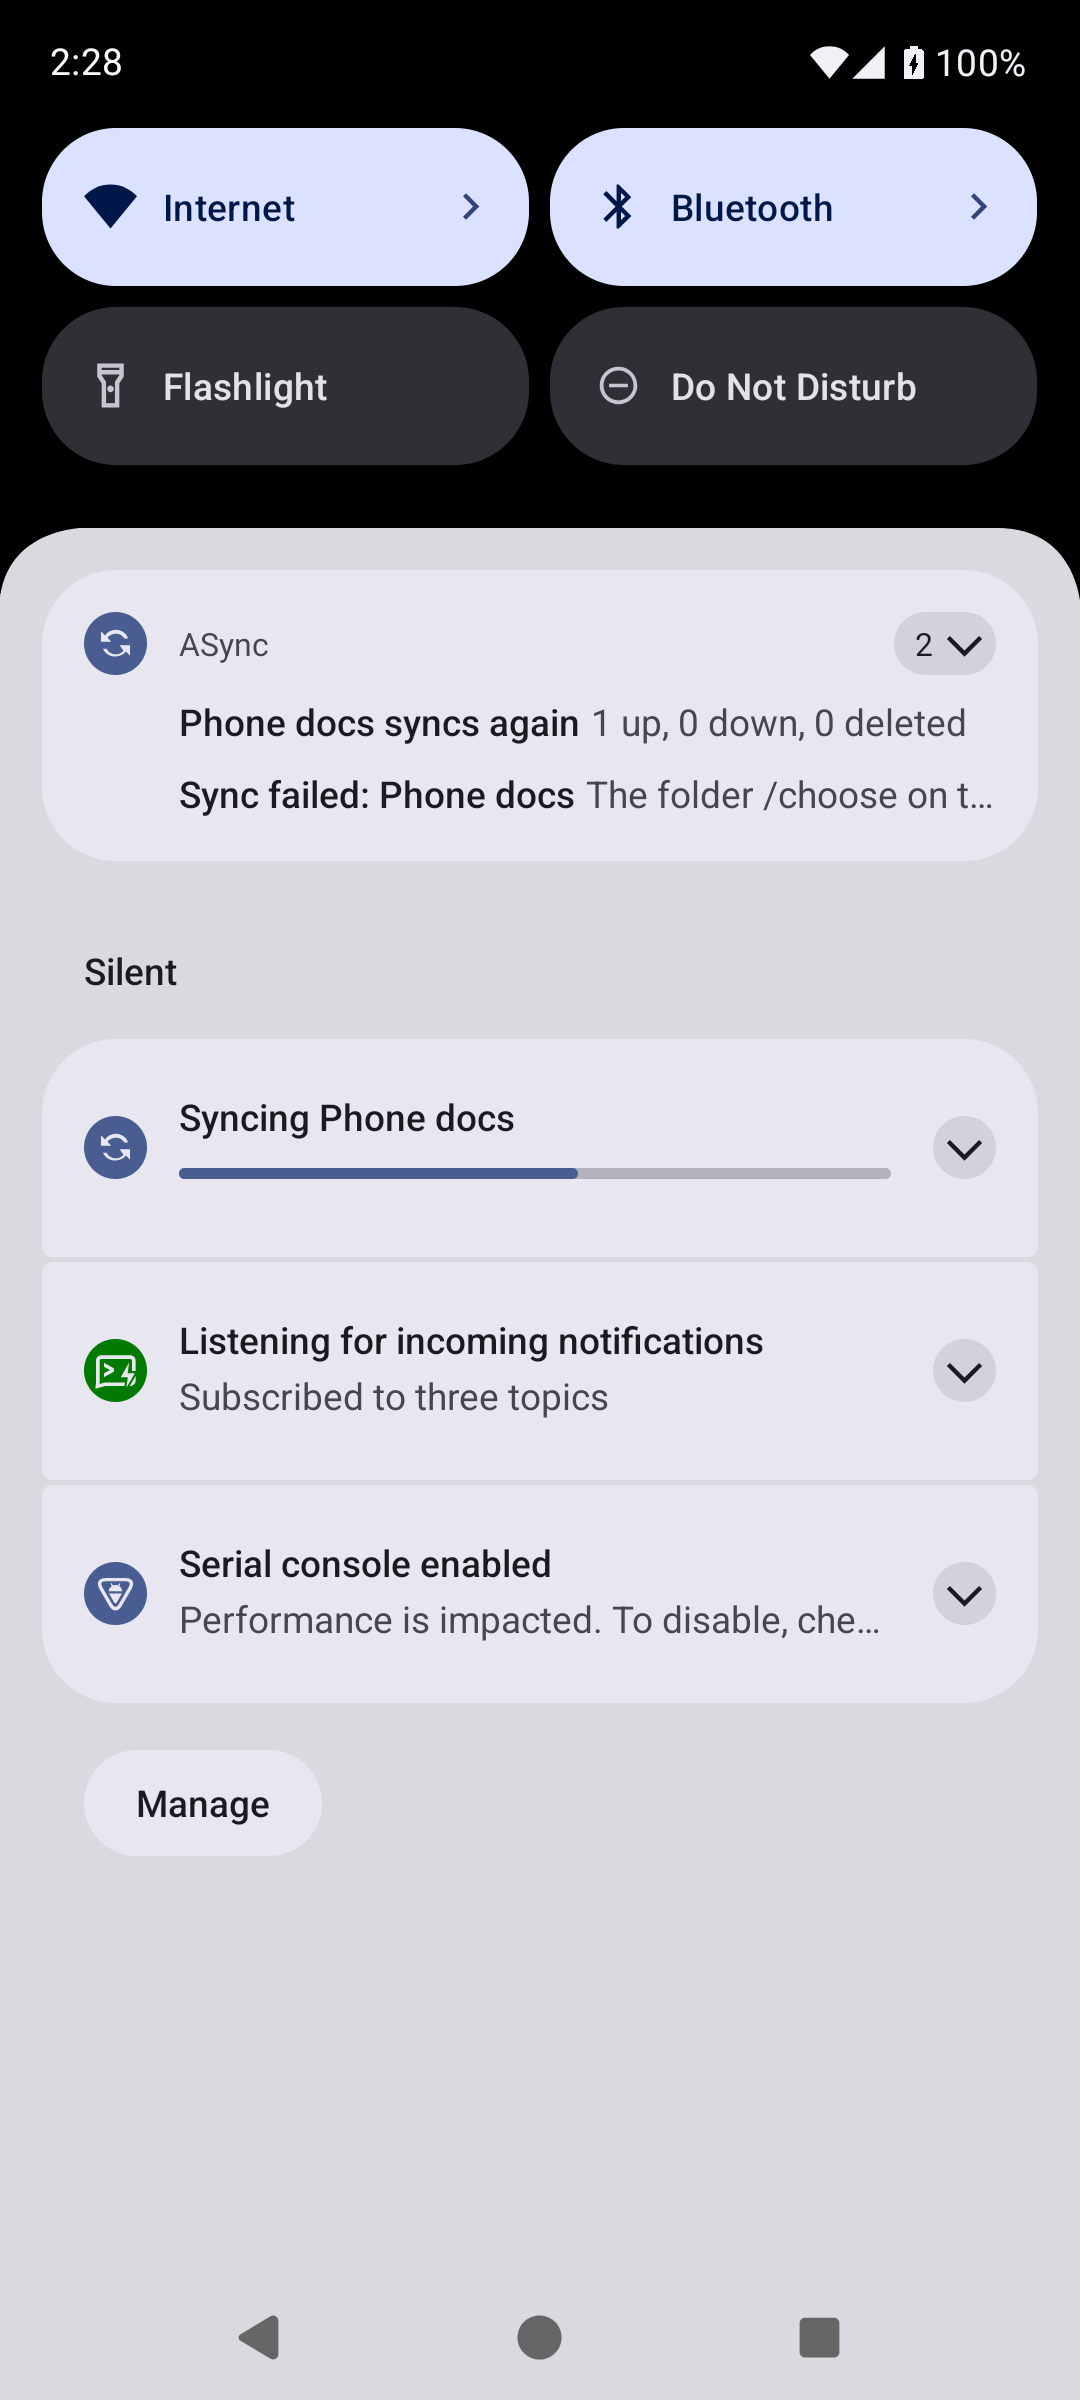 2:28
100%
Internet
Bluetooth
Flashlight
Do Not Disturb
ASync
2
Phone docs syncs again 1 up, 0 down, 0 deleted
Sync failed: Phone docs The folder /choose on t…
Silent
Syncing Phone docs
Listening for incoming notifications
Subscribed to three topics
Serial console enabled
Performance is impacted. To disable, che…
Manage